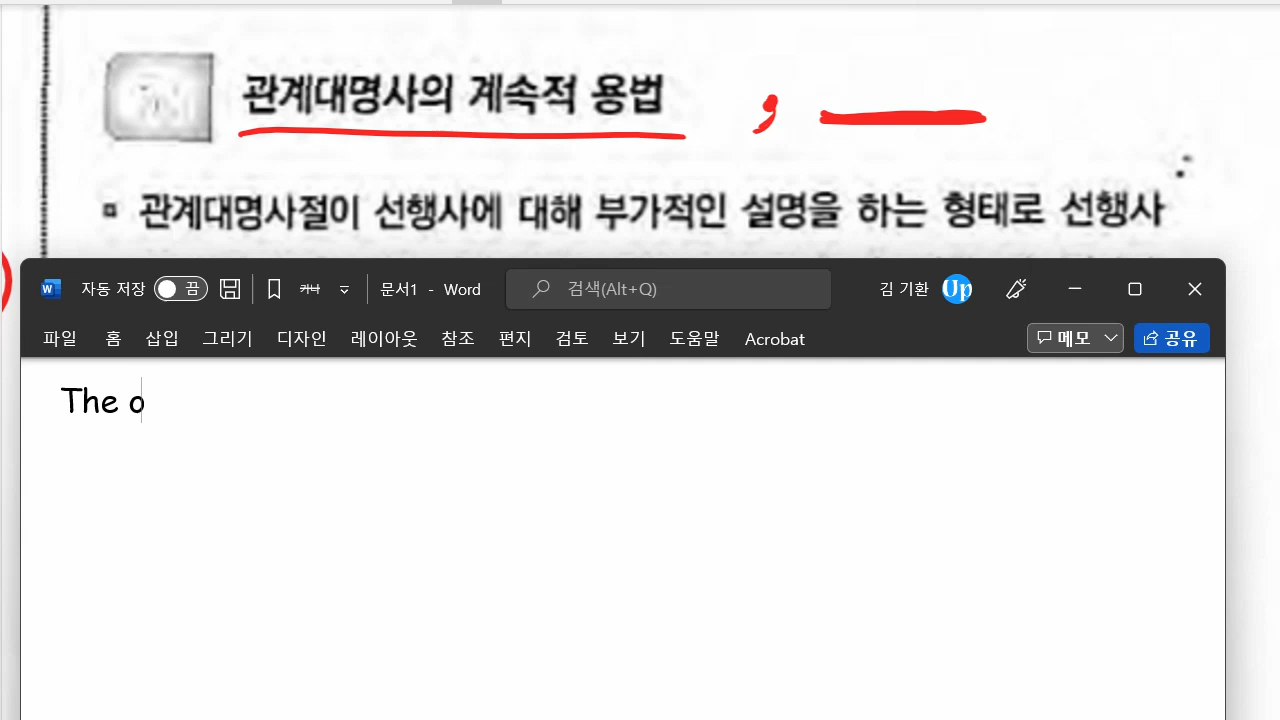 관계대명사의 계속적 용법 ,
▫ 관계대명사절이 선행사에 대해 부가적인 설명을 하는 형태로 선행사
자동 저장 끔 가나 문서1 - Word 검색(Alt+Q) 김 기환 Up
파일 홈 삽입 그리기 디자인 레이아웃 참조 편지 검토 보기 도움말 Acrobat 메모 공유
The o